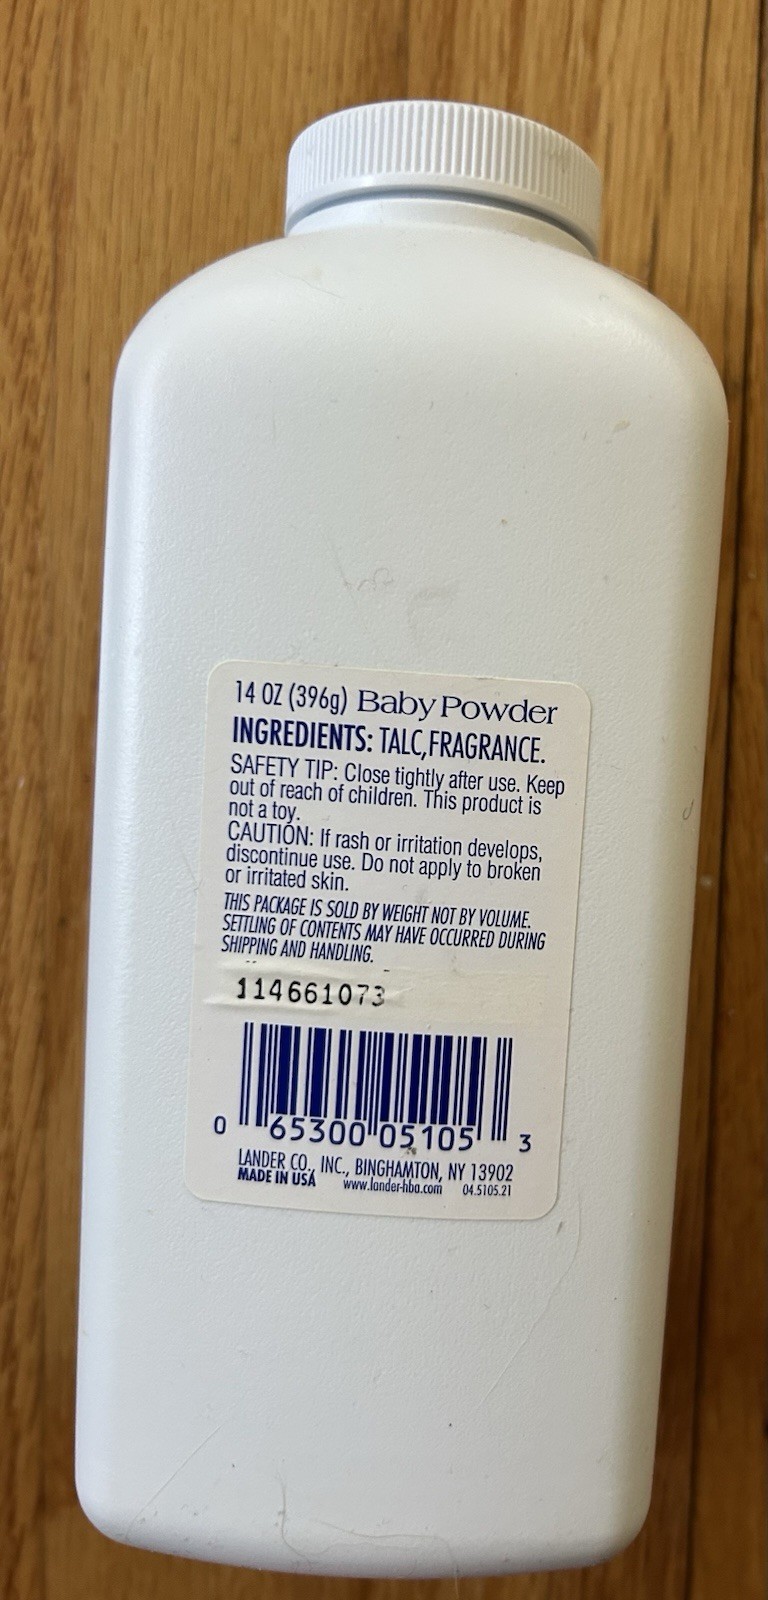 14 OZ (396g) Baby Powder
INGREDIENTS: TALC,FRAGRANCE.
SAFETY TIP: Close tightly after use. Keep
out of reach of children. This product is
not a toy.
CAUTION: If rash or irritation develops,
discontinue use. Do not apply to broken
or irritated skin.
THIS PACKAGE IS SOLD BY WEIGHT NOT BY VOLUME.
SETTLING OF CONTENTS MAY HAVE OCCURRED DURING
SHIPPING AND HANDLING.
114661073
0 65300 05105 3
LANDER CO., INC., BINGHAMTON, NY 13902
MADE IN USA www.lander-hba.com 04.5105.21